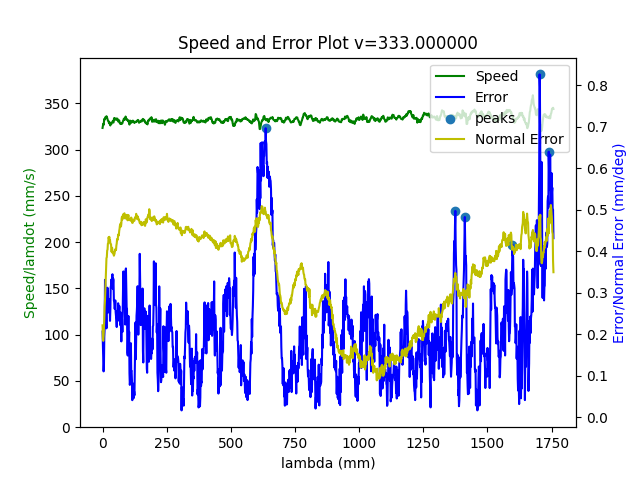 Speed and Error Plot v=333.000000
Speed
Error
peaks
Normal Error
Speed/lamdot (mm/s)
350
300
250
200
150
100
50
0
0.8
0.7
0.6
0.5
0.4
0.3
0.2
0.1
0.0
Error/Normal Error (mm/deg)
0 250 500 750 1000 1250 1500 1750
lambda (mm)